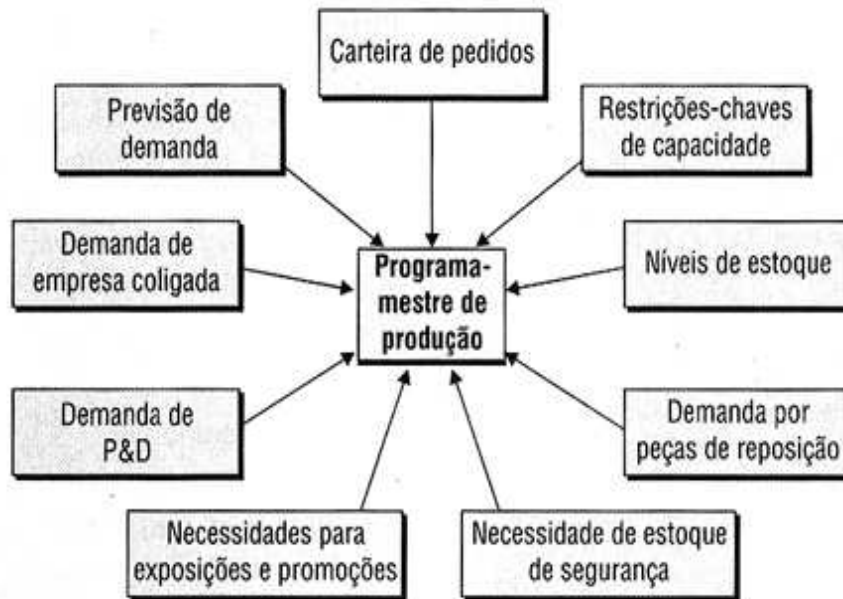 Carteira de pedidos
Previsão de
demanda
Restrições-chaves
de capacidade
Demanda de
empresa coligada
Programa-
mestre de
produção
Níveis de estoque
Demanda de
P&D
Demanda por
peças de reposição
Necessidades para
exposições e promoções
Necessidade de estoque
de segurança